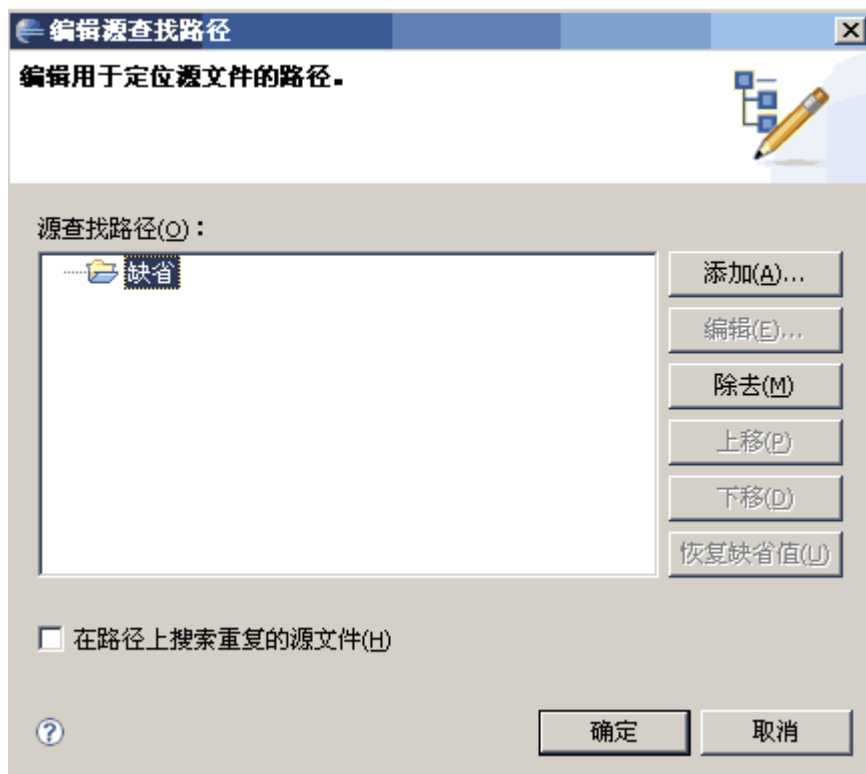 编辑源查找路径
编辑用于定位源文件的路径。
源查找路径(O)：
缺省
添加(A)...
编辑(E)...
除去(M)
上移(P)
下移(D)
恢复缺省值(U)
在路径上搜索重复的源文件(H)
确定
取消